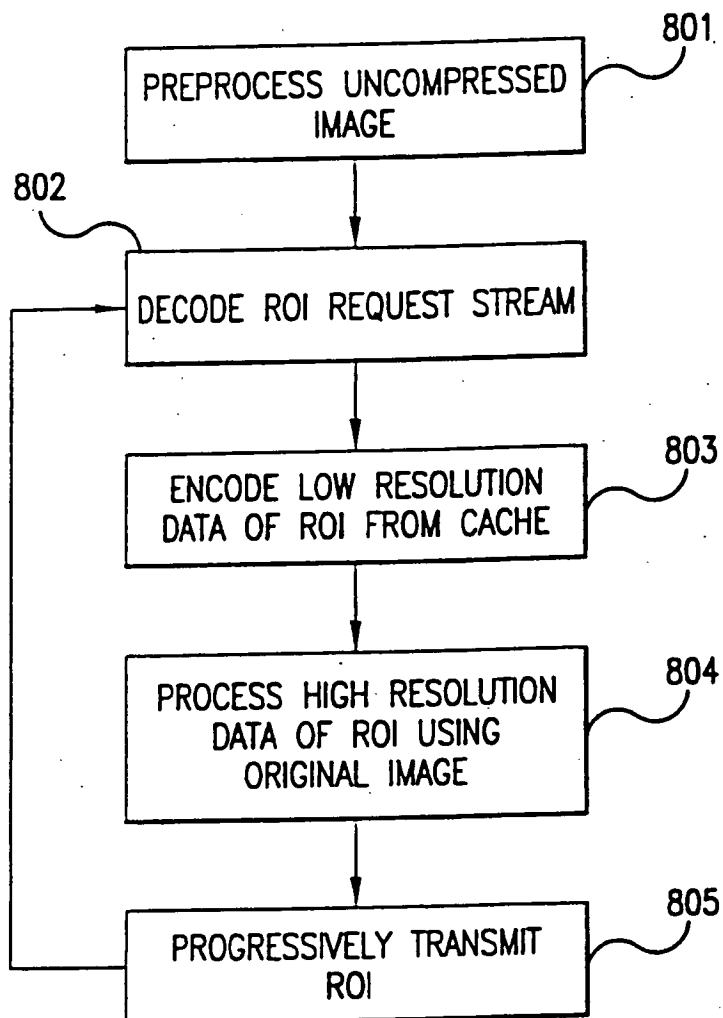 801
PREPROCESS UNCOMPRESSED
IMAGE
802
DECODE ROI REQUEST STREAM
803
ENCODE LOW RESOLUTION
DATA OF ROI FROM CACHE
804
PROCESS HIGH RESOLUTION
DATA OF ROI USING
ORIGINAL IMAGE
805
PROGRESSIVELY TRANSMIT
ROI